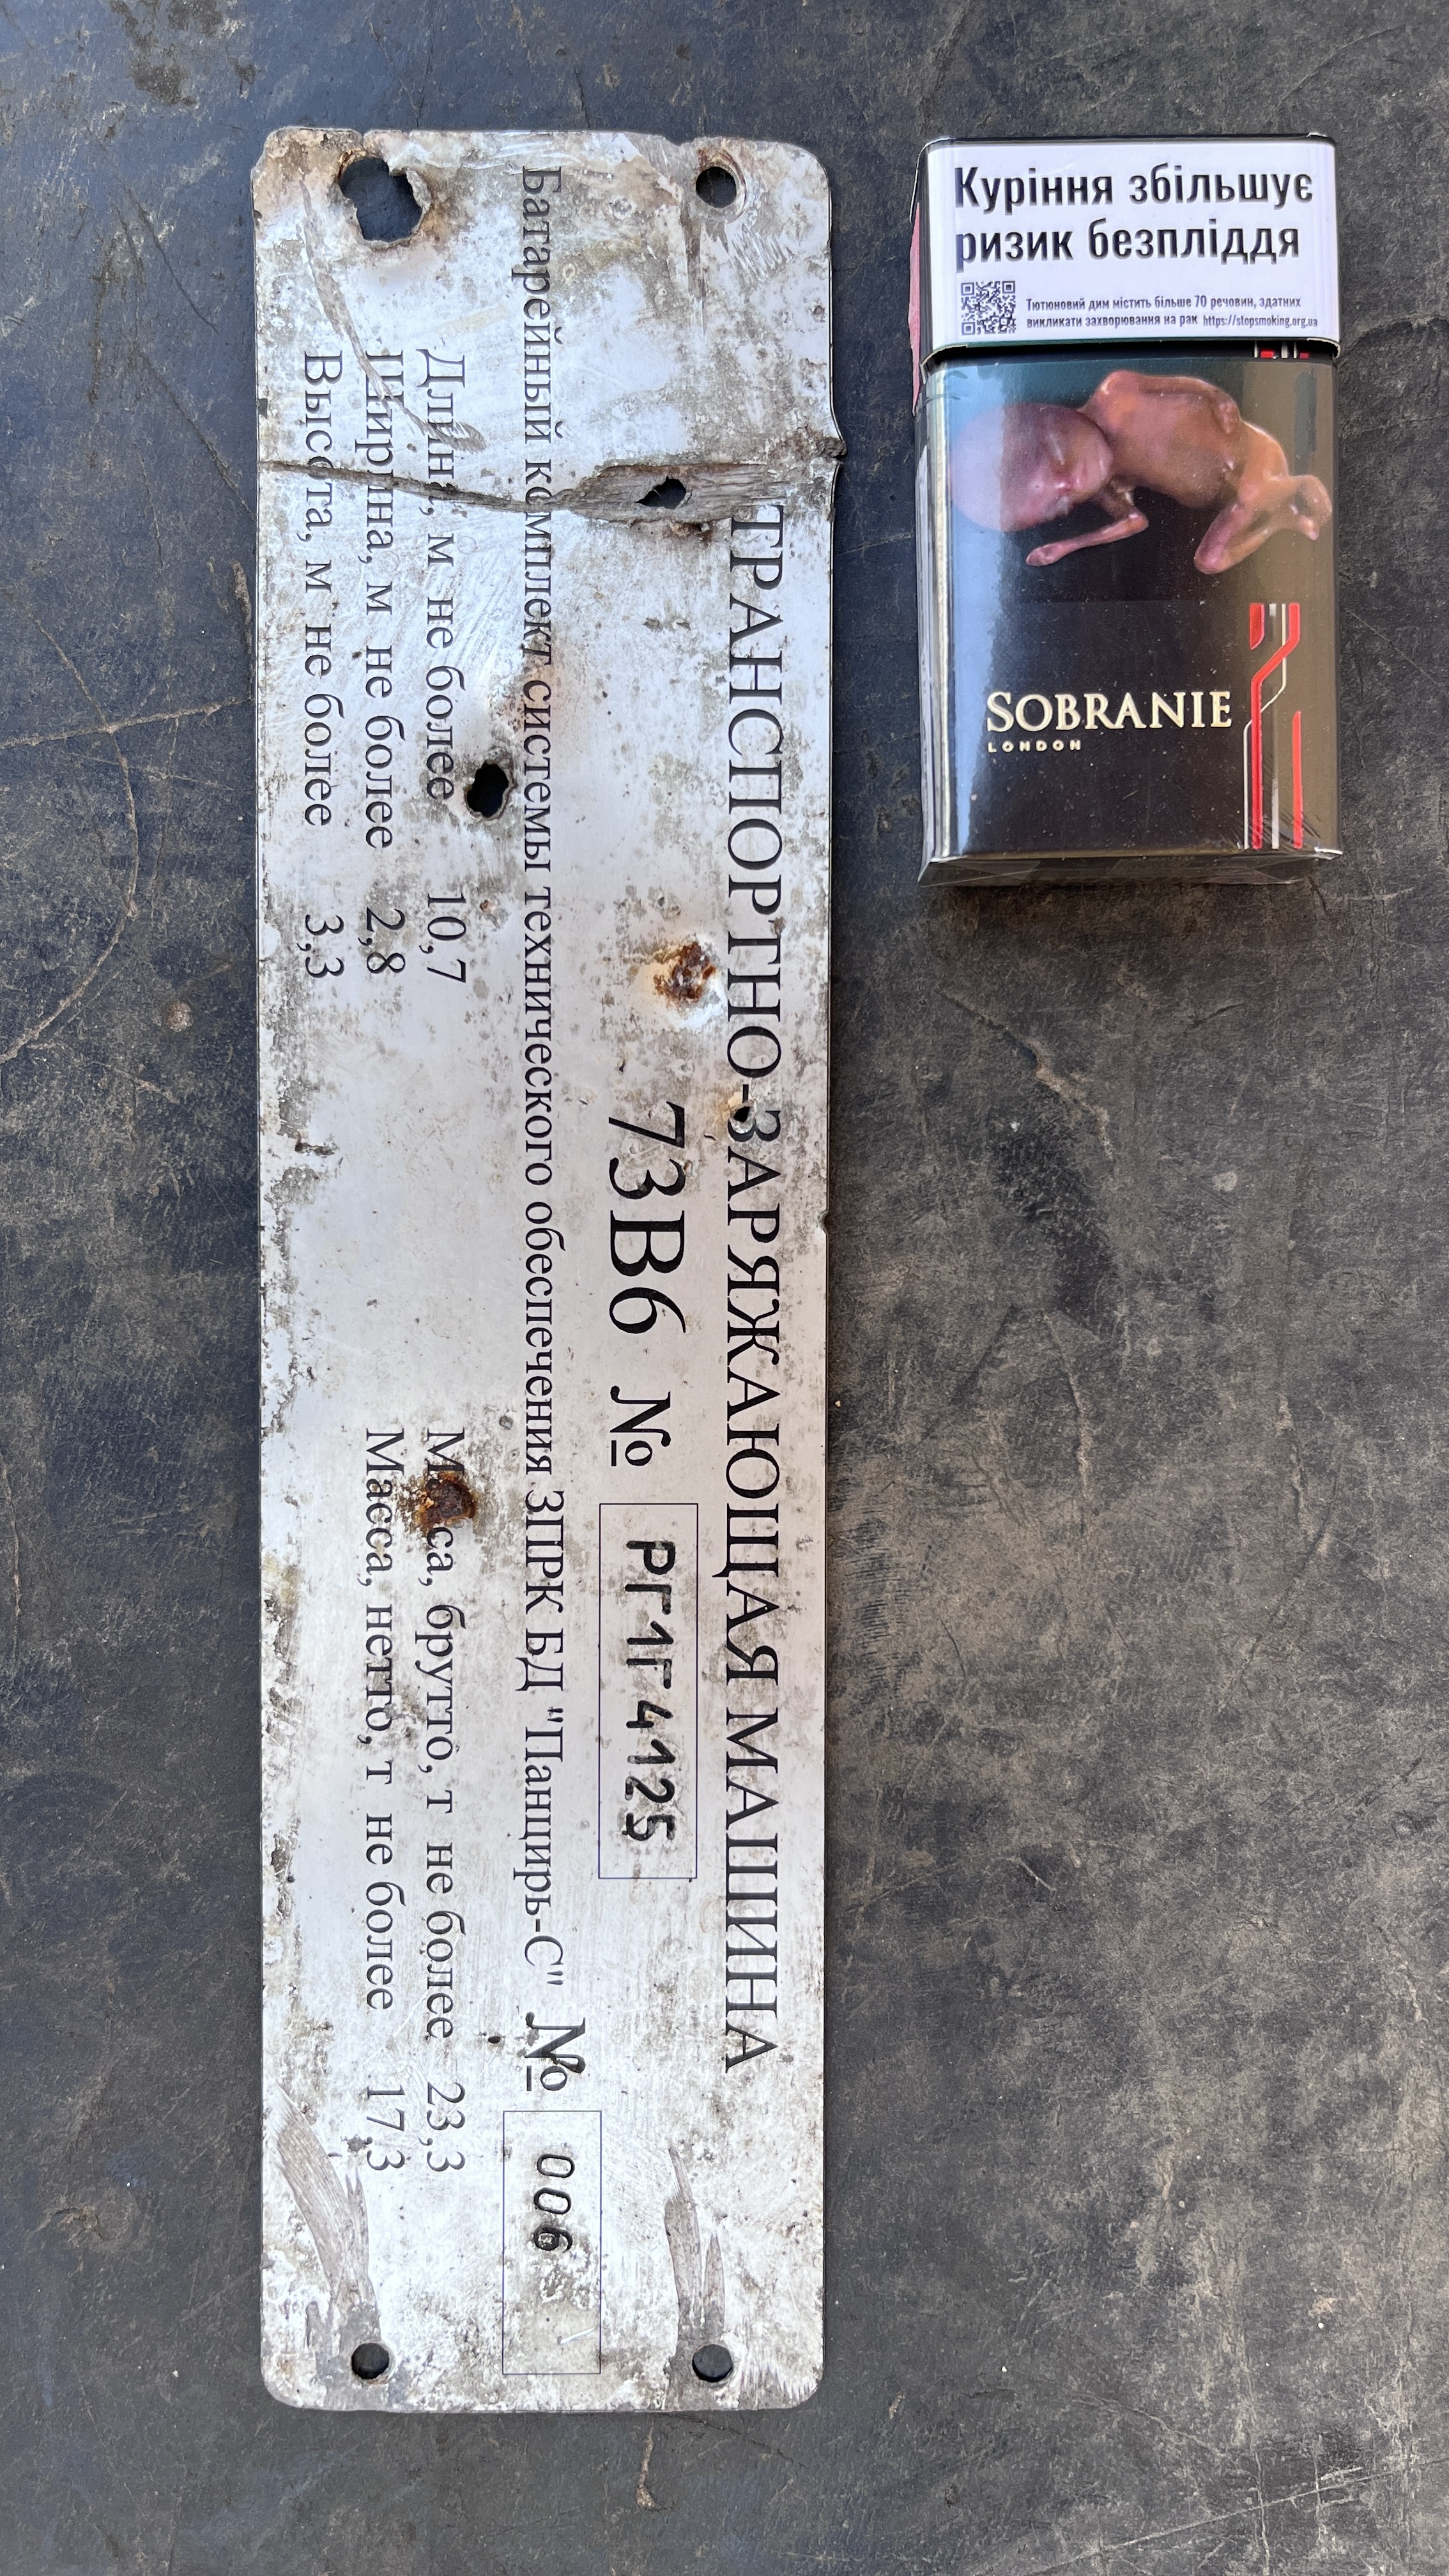 ТРАНСПОРТНО-ЗАРЯЖАЮЩАЯ МАШИНА
73В6 № РГ1Г4125
Батарейный комплект системы технического обеспечения ЗПРК БД "Панцирь-С" № 006
Длина, м не более 10,7
Ширина, м не более 2,8
Высота, м не более 3,3
Масса, брутто, т не более 23,3
Масса, нетто, т не более 17,3
Куріння збільшує
ризик безпліддя
Тютюновий дим містить більше 70 речовин, здатних
викликати захворювання на рак https://stopsmoking.org.ua
SOBRANIE
LONDON